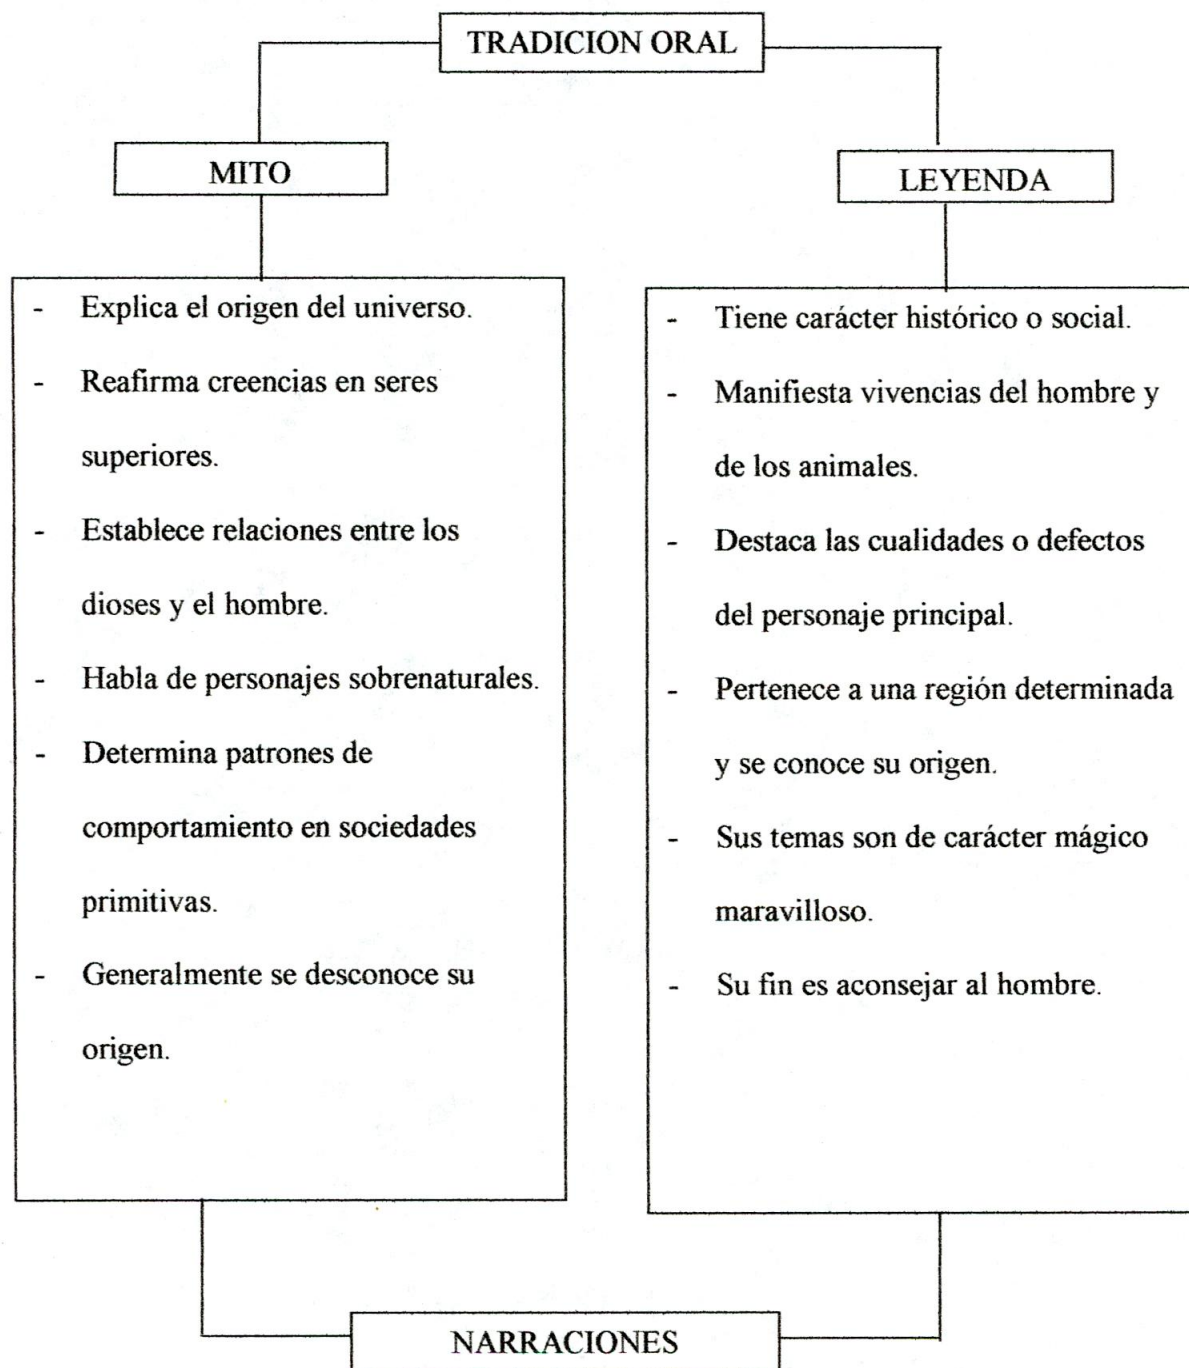 TRADICION ORAL
MITO
- Explica el origen del universo.
- Reafirma creencias en seres
superiores.
- Establece relaciones entre los
dioses y el hombre.
- Habla de personajes sobrenaturales.
- Determina patrones de
comportamiento en sociedades
primitivas.
- Generalmente se desconoce su
origen.
LEYENDA
- Tiene carácter histórico o social.
- Manifiesta vivencias del hombre y
de los animales.
- Destaca las cualidades o defectos
del personaje principal.
- Pertenece a una región determinada
y se conoce su origen.
- Sus temas son de carácter mágico
maravilloso.
- Su fin es aconsejar al hombre.
NARRACIONES